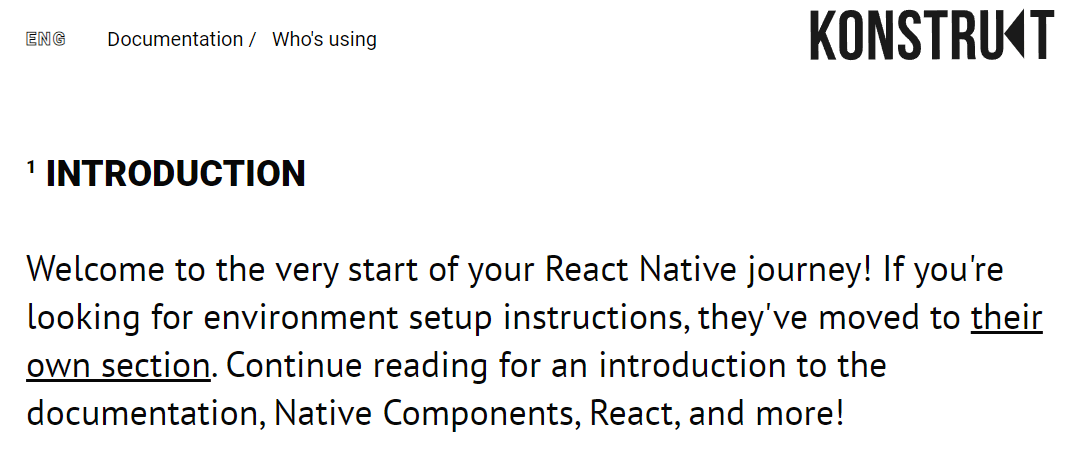 ENG Documentation / Who's using KONSTRUKT
¹ INTRODUCTION
Welcome to the very start of your React Native journey! If you're
looking for environment setup instructions, they've moved to their
own section. Continue reading for an introduction to the
documentation, Native Components, React, and more!